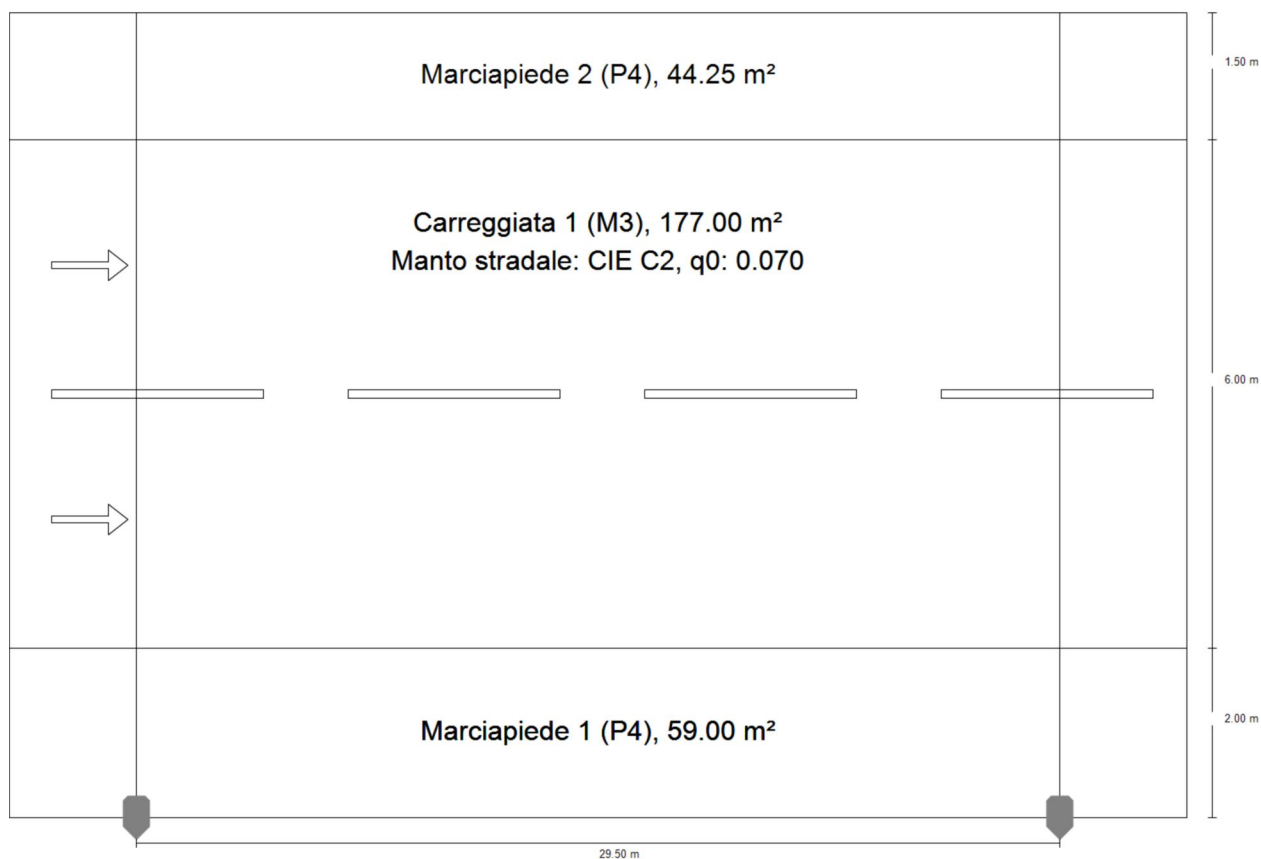 Marciapiede 2 (P4), 44.25 m²
1.50 m
Carreggiata 1 (M3), 177.00 m²
Manto stradale: CIE C2, q0: 0.070
6.00 m
Marciapiede 1 (P4), 59.00 m²
2.00 m
29.50 m